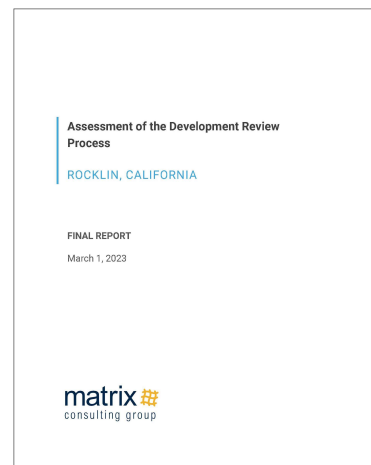 Assessment of the Development Review
Process
ROCKLIN, CALIFORNIA
FINAL REPORT
March 1, 2023
matrix
consulting group